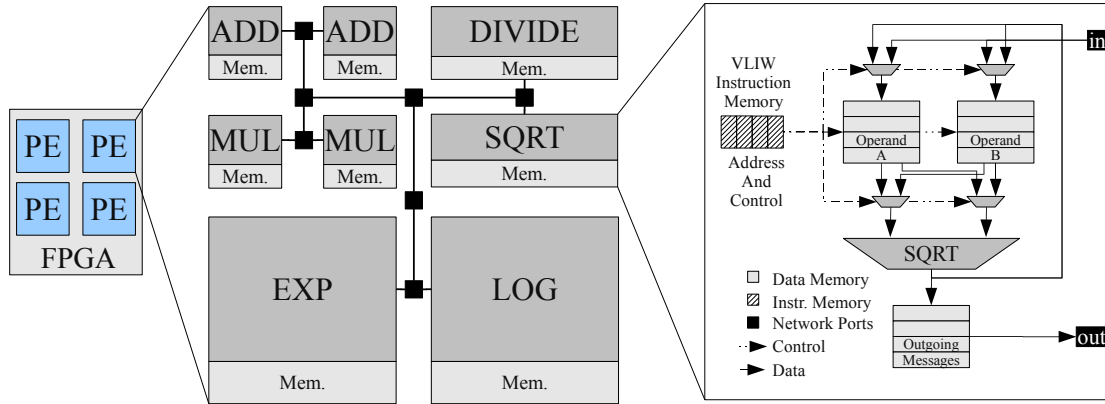 PE PE
PE PE
FPGA
ADD ADD DIVIDE
Mem. Mem. Mem.
MUL MUL SQRT
Mem. Mem. Mem.
EXP LOG
Mem. Mem.
in
VLIW
Instruction
Memory
Address
And
Control
Operand Operand
A B
SQRT
Outgoing
Messages
out
Data Memory
Instr. Memory
Network Ports
Control
Data